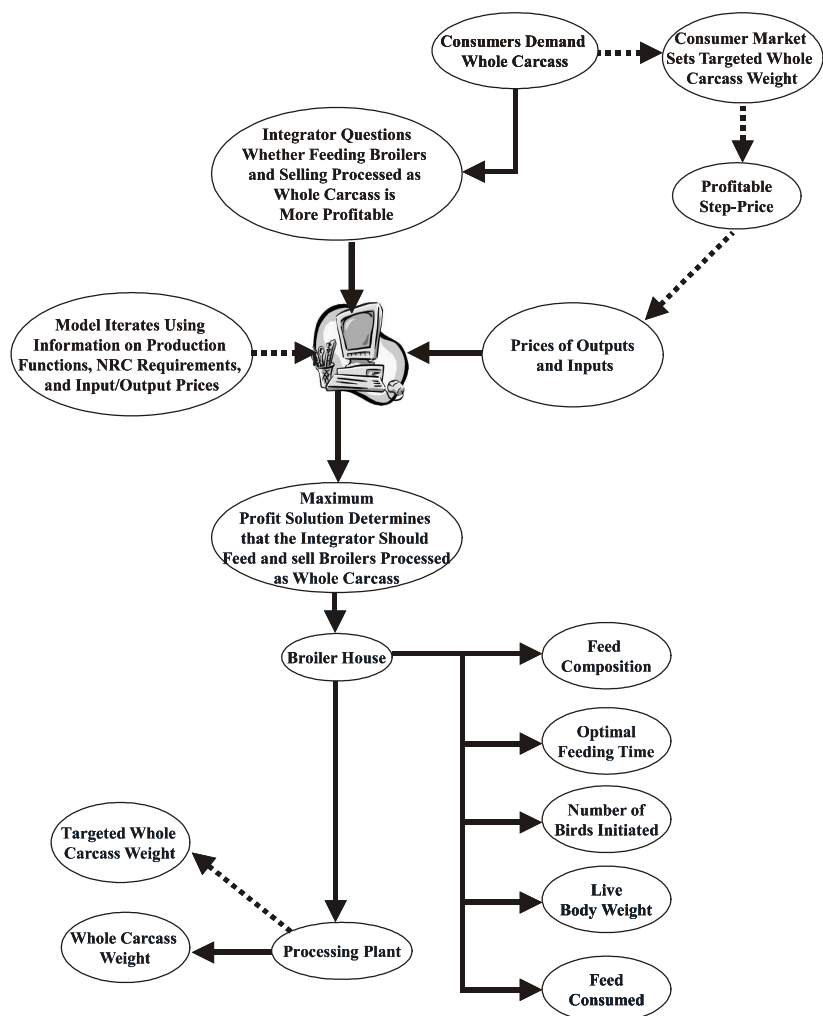 Consumers Demand
Whole Carcass
Consumer Market
Sets Targeted Whole
Carcass Weight
Integrator Questions
Whether Feeding Broilers
and Selling Processed as
Whole Carcass is
More Profitable
Profitable
Step-Price
Model Iterates Using
Information on Production
Functions, NRC Requirements,
and Input/Output Prices
Prices of Outputs
and Inputs
Maximum
Profit Solution Determines
that the Integrator Should
Feed and sell Broilers Processed
as Whole Carcass
Broiler House
Feed
Composition
Optimal
Feeding Time
Number of
Birds Initiated
Live
Body Weight
Feed
Consumed
Targeted Whole
Carcass Weight
Whole Carcass
Weight
Processing Plant